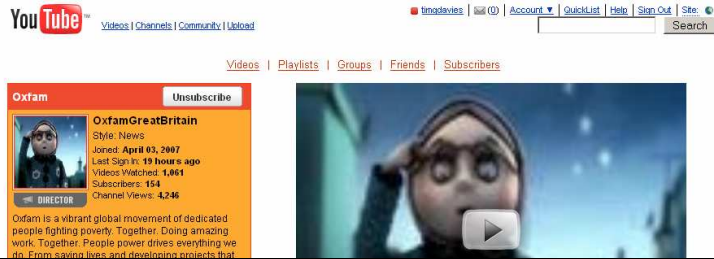 YouTube™
Videos | Channels | Community | Upload
timqdavies | (0) | Account ▼ | QuickList | Help | Sign Out | Site:
Search
Videos | Playlists | Groups | Friends | Subscribers
Oxfam
Unsubscribe
OxfamGreatBritain
Style: News
Joined: April 03, 2007
Last Sign In: 19 hours ago
Videos Watched: 1,061
Subscribers: 154
Channel Views: 4,246
DIRECTOR
Oxfam is a vibrant global movement of dedicated
people fighting poverty. Together. Doing amazing
work. Together. People power drives everything we
do. From saving lives and developing projects that